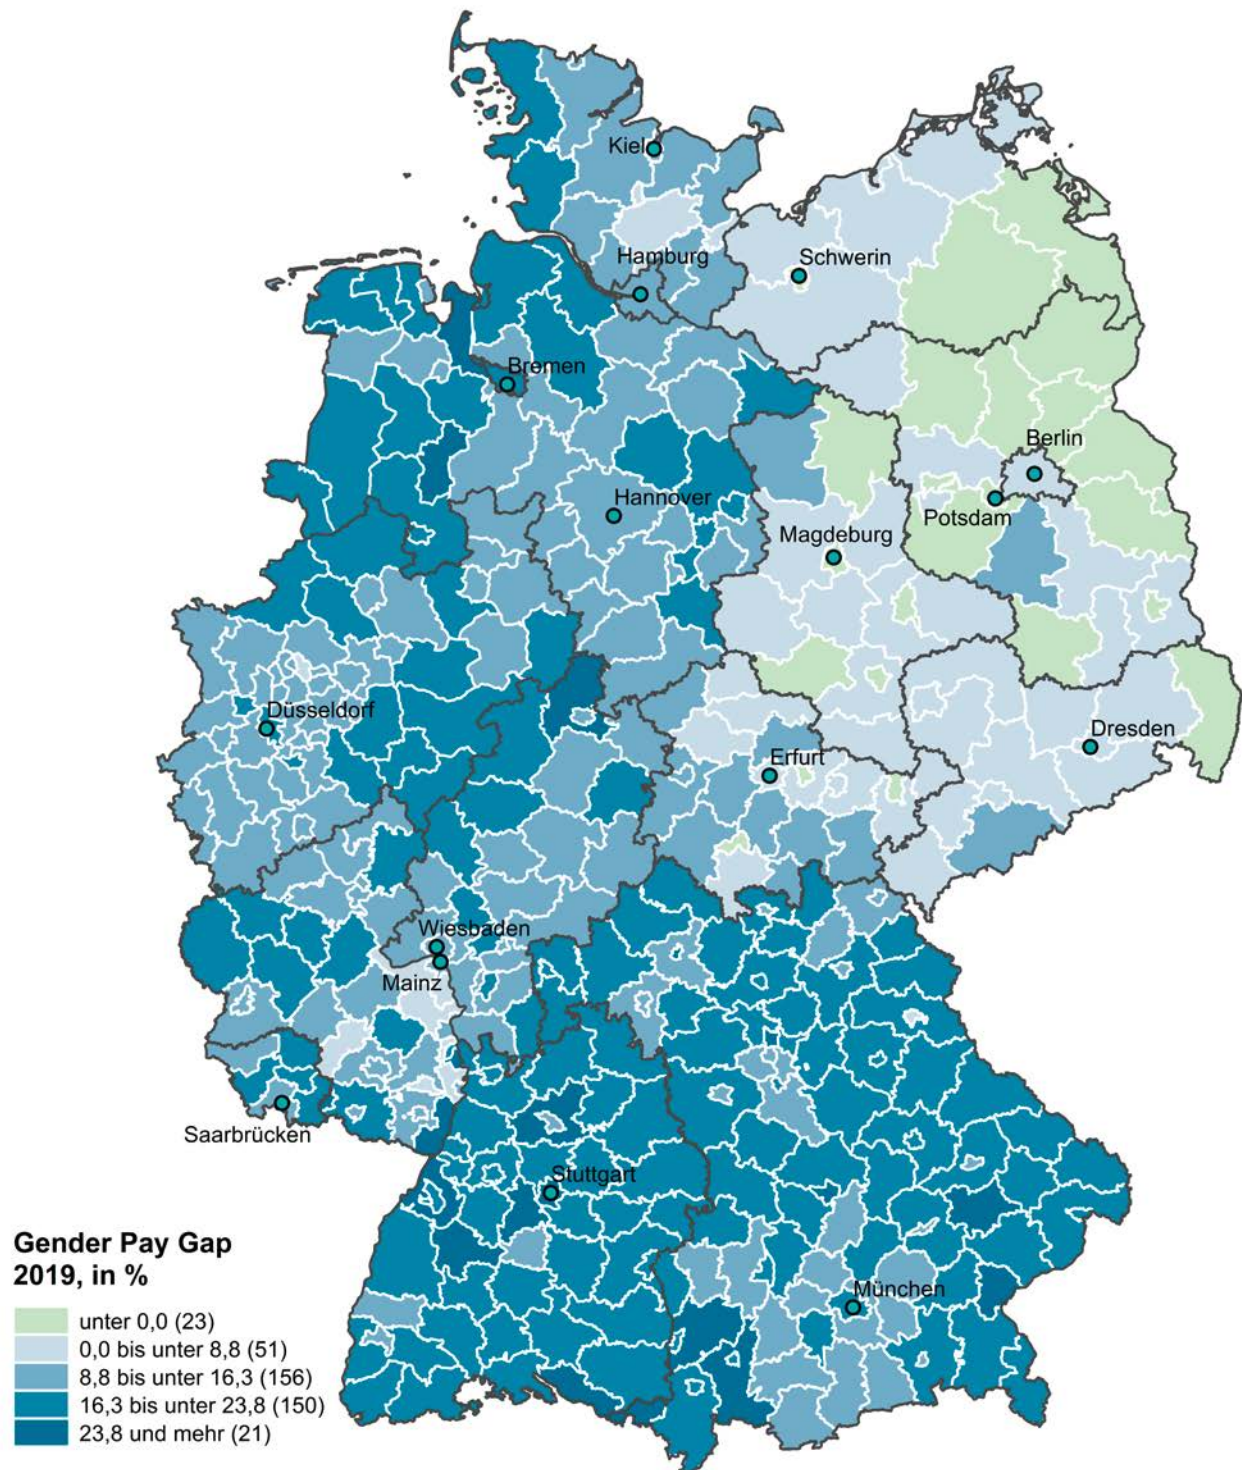 Kiel
Hamburg
Schwerin
Bremen
Berlin
Hannover
Potsdam
Magdeburg
Düsseldorf
Dresden
Erfurt
Wiesbaden
Mainz
Saarbrücken
Stuttgart
München
Gender Pay Gap
2019, in %
unter 0,0 (23)
0,0 bis unter 8,8 (51)
8,8 bis unter 16,3 (156)
16,3 bis unter 23,8 (150)
23,8 und mehr (21)